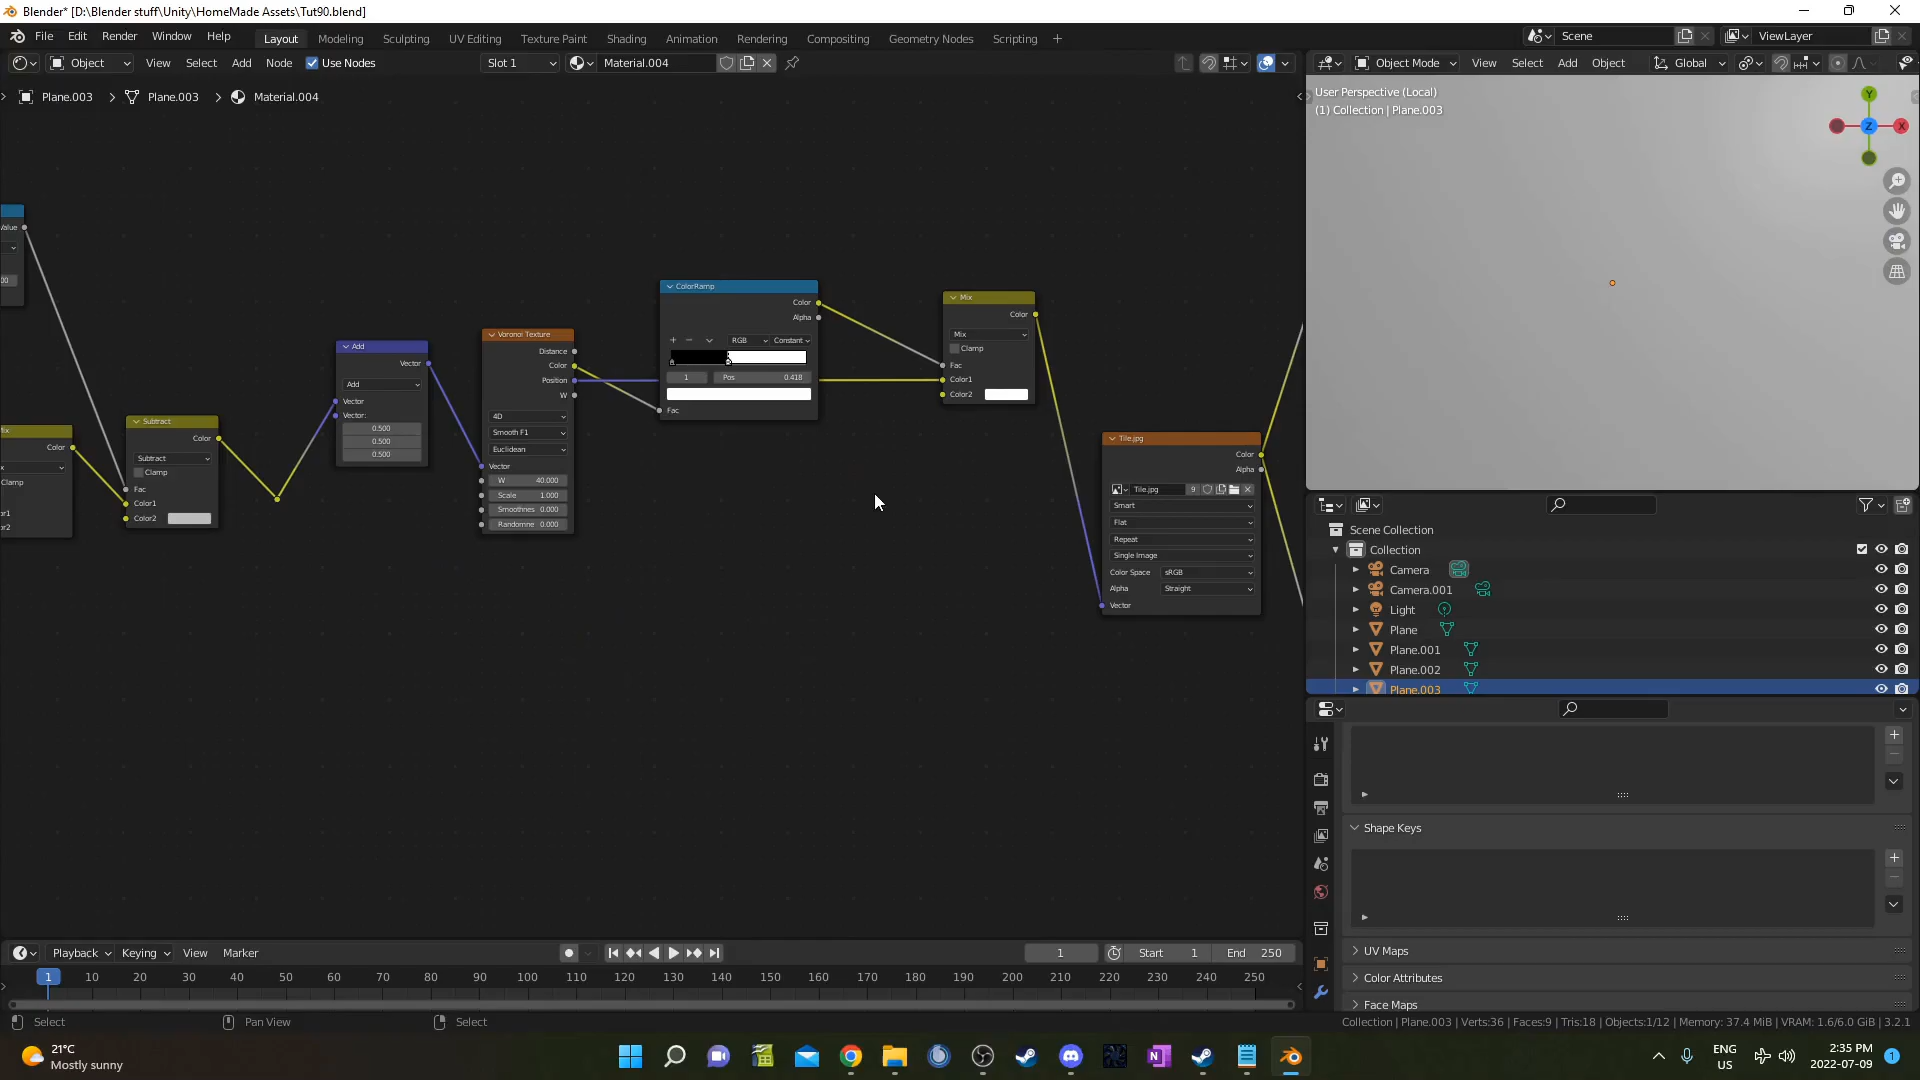 Blender* [D:\Blender stuff\Unity\HomeMade Assets\Tut90.blend]
File Edit Render Window Help Layout Modeling Sculpting UV Editing Texture Paint Shading Animation Rendering Compositing Geometry Nodes Scripting Scene ViewLayer
Object View Select Add Node Use Nodes Slot 1 Material.004
Object Mode View Select Add Object Global
Plane.003 Plane.003 Material.004
User Perspective (Local)
(1) Collection | Plane.003
Y
Z
X
Color
Clamp
Subtract
Color
Subtract
Clamp
Fac
Color1
Color2
Add
Vector
Add
Vector
Vector:
0.500
0.500
0.500
Voronoi Texture
Distance
Color
Position
W
4D
Smooth F1
Euclidean
Vector
W 40.000
Scale 1.000
Smoothnes 0.000
Randomne 0.000
ColorRamp
Color
Alpha
RGB Constant
1 Pos 0.418
Fac
Mix
Color
Mix
Clamp
Fac
Color1
Color2
Tile.jpg
Color
Alpha
Tile.jpg 9
Smart
Flat
Repeat
Single Image
Color Space sRGB
Alpha Straight
Vector
Scene Collection
Collection
Camera
Camera.001
Light
Plane
Plane.001
Plane.002
Plane.003
Shape Keys
UV Maps
Color Attributes
Face Maps
Playback Keying View Marker 1 Start 1 End 250
1 10 20 30 40 50 60 70 80 90 100 110 120 130 140 150 160 170 180 190 200 210 220 230 240 250
Select Pan View Select Collection | Plane.003 | Verts:36 | Faces:9 | Tris:18 | Objects:1/12 | Memory: 37.4 MiB | VRAM: 1.6/6.0 GiB | 3.2.1
21°C
Mostly sunny
ENG
US
2:35 PM
2022-07-09
1